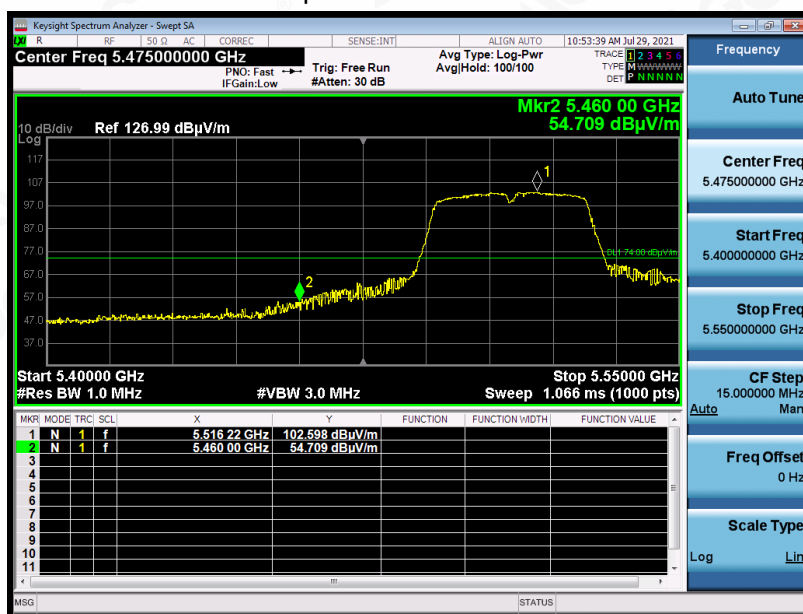 Keysight Spectrum Analyzer - Swept SA
LXI R RF 50 Ω AC CORREC SENSE:INT ALIGN AUTO 10:53:39 AM Jul 29, 2021
Center Freq 5.475000000 GHz
PNO: Fast
IFGain:Low
Trig: Free Run
#Atten: 30 dB
Avg Type: Log-Pwr
Avg|Hold: 100/100
TRACE 1 2 3 4 5 6
TYPE M WWWWW
DET P N N N N N
Mkr2 5.460 00 GHz
54.709 dBµV/m
10 dB/div Ref 126.99 dBµV/m
Log
117
107
97.0
87.0
77.0
67.0
57.0
47.0
37.0
1
2
DL1 74.00 dBµV/m
Start 5.40000 GHz
Stop 5.55000 GHz
#Res BW 1.0 MHz
#VBW 3.0 MHz
Sweep 1.066 ms (1000 pts)
MKR MODE TRC SCL X Y FUNCTION FUNCTION WIDTH FUNCTION VALUE
1 N 1 f 5.516 22 GHz 102.598 dBµV/m
2 N 1 f 5.460 00 GHz 54.709 dBµV/m
3
4
5
6
7
8
9
10
11
MSG
STATUS
Frequency
Auto Tune
Center Freq
5.475000000 GHz
Start Freq
5.400000000 GHz
Stop Freq
5.550000000 GHz
CF Step
15.000000 MHz
Auto Man
Freq Offset
0 Hz
Scale Type
Log Lin